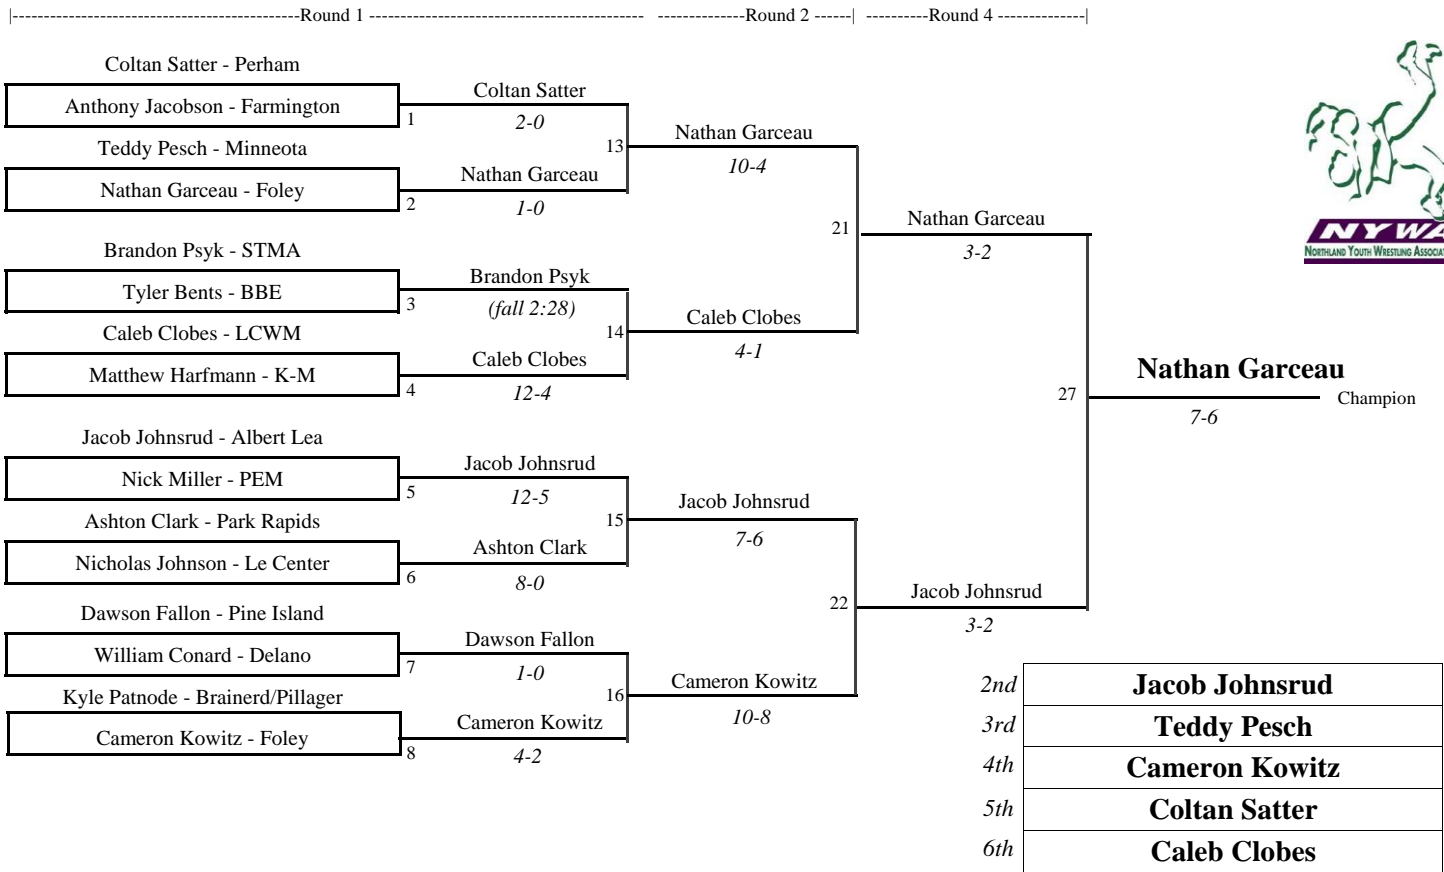 |-----------------------------------------Round 1 --------------------------------------- --------------Round 2 ------| ----------Round 4 --------------|
Coltan Satter - Perham
Anthony Jacobson - Farmington
1
Coltan Satter
2-0
Teddy Pesch - Minneota
Nathan Garceau - Foley
2
Nathan Garceau
1-0
13
Nathan Garceau
10-4
Brandon Psyk - STMA
Tyler Bents - BBE
3
Brandon Psyk
(fall 2:28)
Caleb Clobes - LCWM
Matthew Harfmann - K-M
4
Caleb Clobes
12-4
14
Caleb Clobes
4-1
21
Nathan Garceau
3-2
Jacob Johnsrud - Albert Lea
Nick Miller - PEM
5
Jacob Johnsrud
12-5
Ashton Clark - Park Rapids
Nicholas Johnson - Le Center
6
Ashton Clark
8-0
15
Jacob Johnsrud
7-6
Dawson Fallon - Pine Island
William Conard - Delano
7
Dawson Fallon
1-0
Kyle Patnode - Brainerd/Pillager
Cameron Kowitz - Foley
8
Cameron Kowitz
4-2
16
Cameron Kowitz
10-8
22
Jacob Johnsrud
3-2
27
Nathan Garceau
Champion
7-6
NYWA
NORTHLAND YOUTH WRESTLING
2nd Jacob Johnsrud
3rd Teddy Pesch
4th Cameron Kowitz
5th Coltan Satter
6th Caleb Clobes